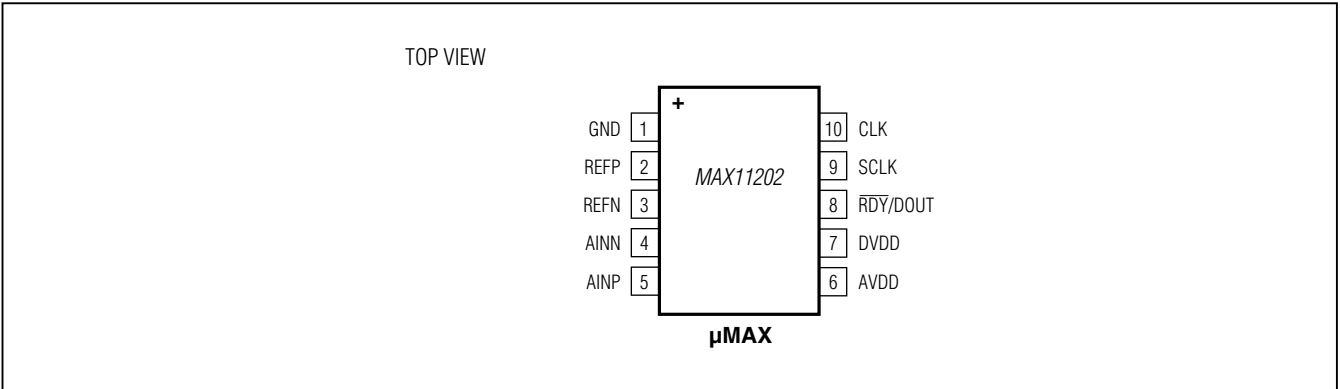 TOP VIEW
+
GND 1
REFP 2
REFN 3
AINN 4
AINP 5
MAX11202
10 CLK
9 SCLK
8 R̅D̅Y̅/DOUT
7 DVDD
6 AVDD
µMAX